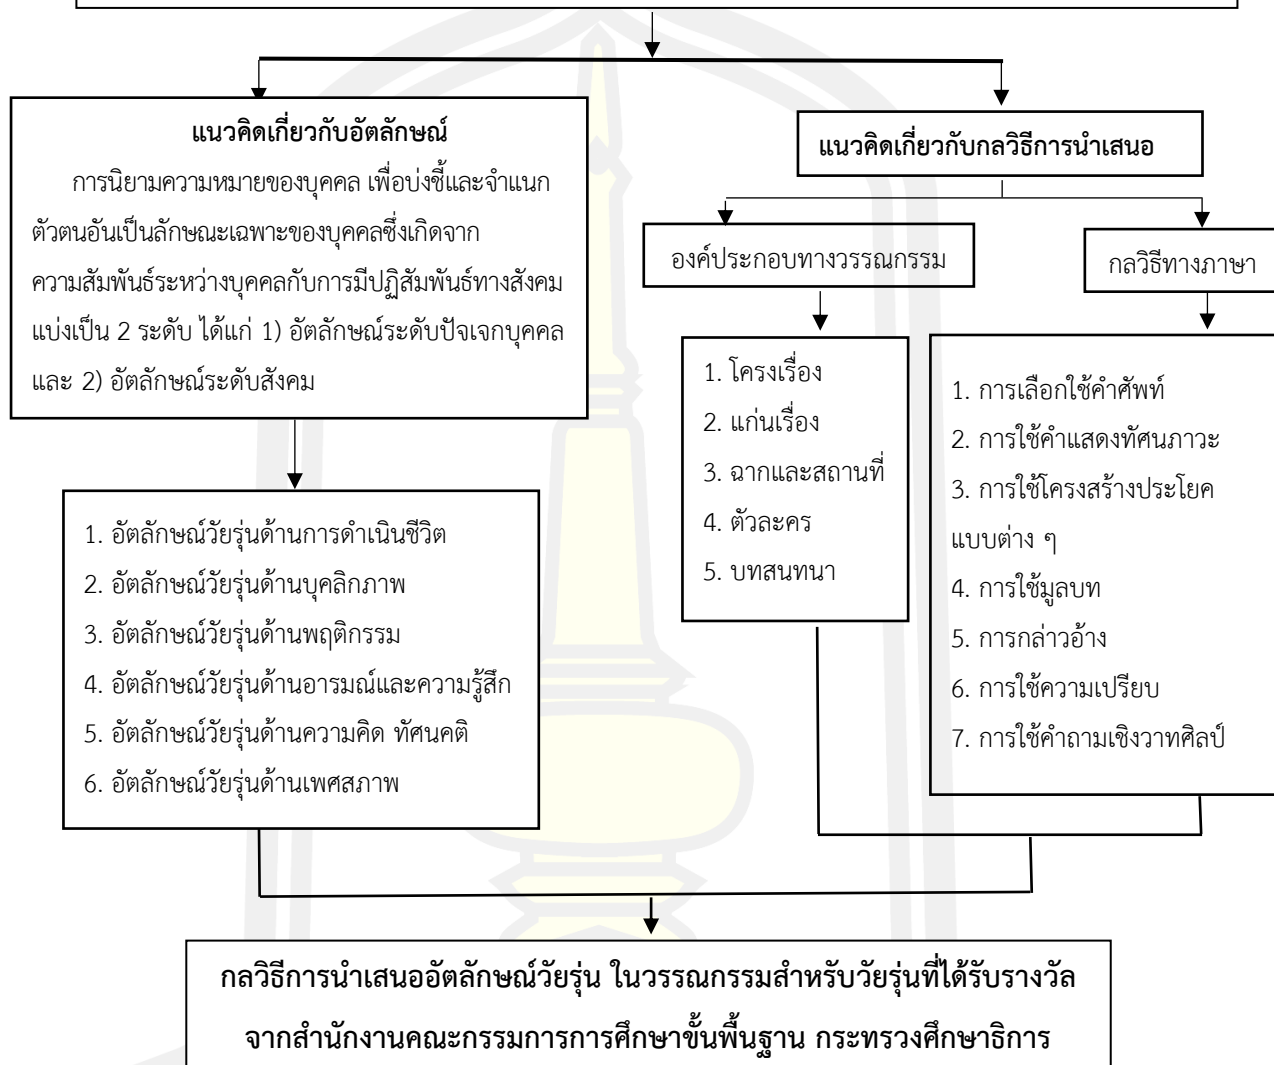 แนวคิดเกี่ยวกับอัตลักษณ์
การนิยามความหมายของบุคคล เพื่อบ่งชี้และจำแนก
ตัวตนอันเป็นลักษณะเฉพาะของบุคคลซึ่งเกิดจาก
ความสัมพันธ์ระหว่างบุคคลกับการมีปฏิสัมพันธ์ทางสังคม
แบ่งเป็น 2 ระดับ ได้แก่ 1) อัตลักษณ์ระดับปัจเจกบุคคล
และ 2) อัตลักษณ์ระดับสังคม
แนวคิดเกี่ยวกับกลวิธีการนำเสนอ
องค์ประกอบทางวรรณกรรม
กลวิธีทางภาษา
1. อัตลักษณ์วัยรุ่นด้านการดำเนินชีวิต
2. อัตลักษณ์วัยรุ่นด้านบุคลิกภาพ
3. อัตลักษณ์วัยรุ่นด้านพฤติกรรม
4. อัตลักษณ์วัยรุ่นด้านอารมณ์และความรู้สึก
5. อัตลักษณ์วัยรุ่นด้านความคิด ทัศนคติ
6. อัตลักษณ์วัยรุ่นด้านเพศสภาพ
1. โครงเรื่อง
2. แก่นเรื่อง
3. ฉากและสถานที่
4. ตัวละคร
5. บทสนทนา
1. การเลือกใช้คำศัพท์
2. การใช้คำแสดงทัศนภาวะ
3. การใช้โครงสร้างประโยค
แบบต่าง ๆ
4. การใช้มูลบท
5. การกล่าวอ้าง
6. การใช้ความเปรียบ
7. การใช้คำถามเชิงวาทศิลป์
กลวิธีการนำเสนออัตลักษณ์วัยรุ่น ในวรรณกรรมสำหรับวัยรุ่นที่ได้รับรางวัล
จากสำนักงานคณะกรรมการการศึกษาขั้นพื้นฐาน กระทรวงศึกษาธิการ